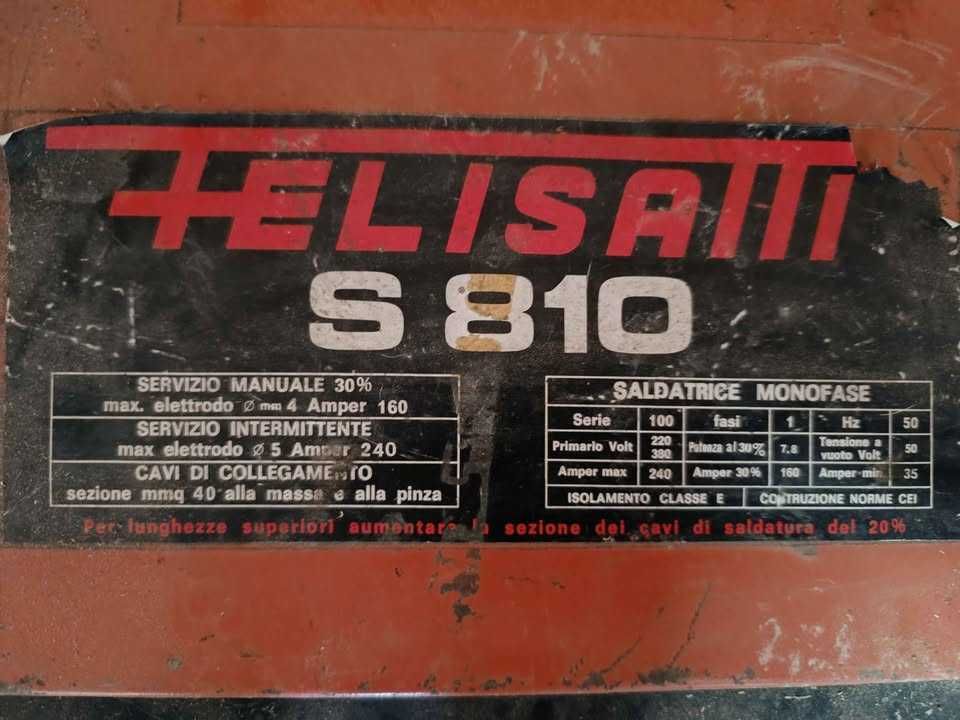 FELISATTI
S 810
SERVIZIO MANUALE 30%
max. elettrodo ø mm 4 Amper 160
SERVIZIO INTERMITTENTE
max elettrodo ø 5 Amper 240
CAVI DI COLLEGAMENTO
sezione mmq 40 alla massa e alla pinza
SALDATRICE MONOFASE
Serie 100 fasi 1 Hz 50
Primario Volt 220 380 Potenza al 30% 7.8 Tensione a vuoto Volt 50
Amper max 240 Amper 30% 160 Amper min. 35
ISOLAMENTO CLASSE E COSTRUZIONE NORME CEI
Per lunghezze superiori aumentare la sezione dei cavi di saldatura del 20%